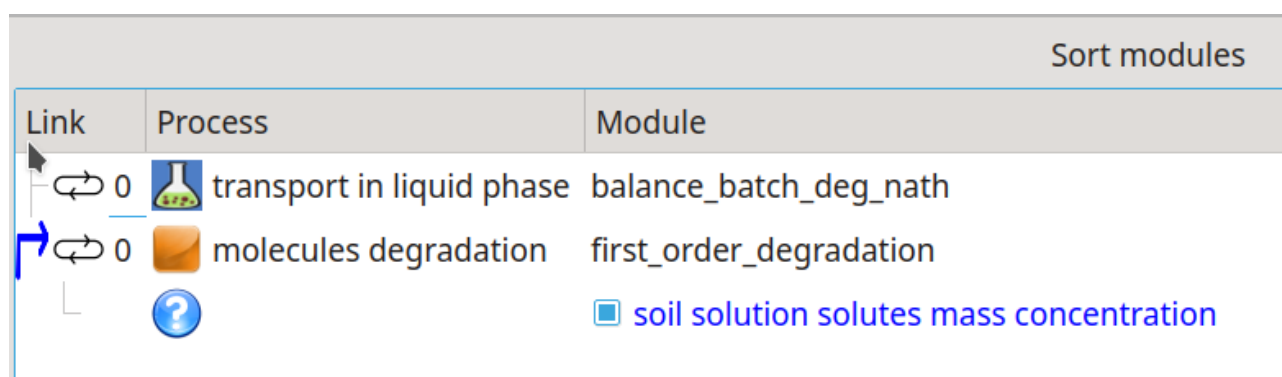 Sort modules
Link Process Module
0 transport in liquid phase balance_batch_deg_nath
0 molecules degradation first_order_degradation
? soil solution solutes mass concentration